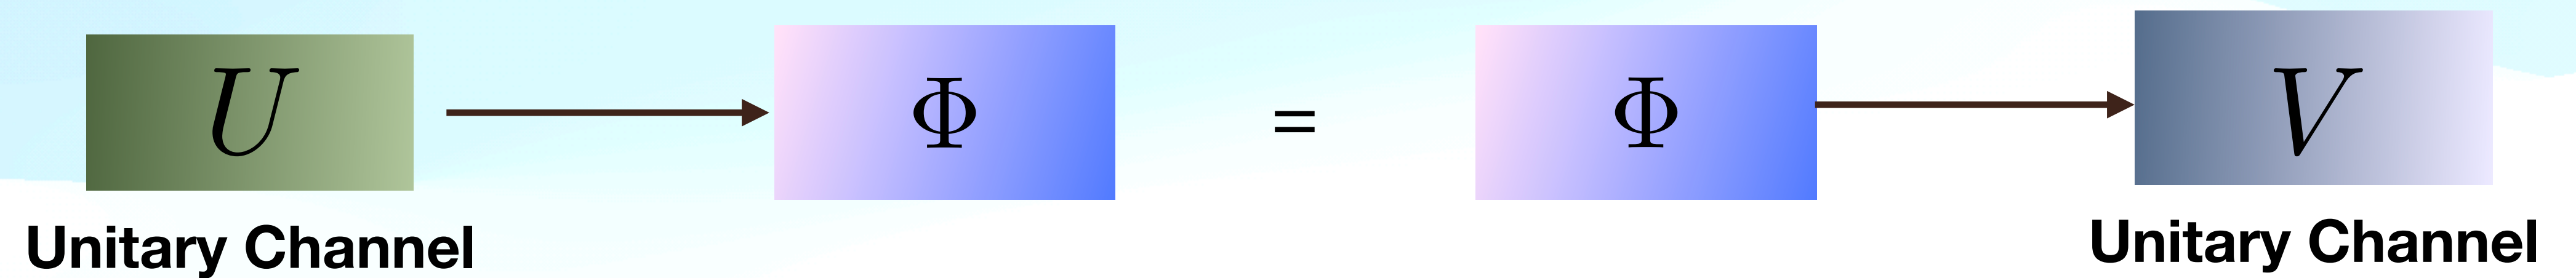 U Φ = Φ V
Unitary Channel Unitary Channel